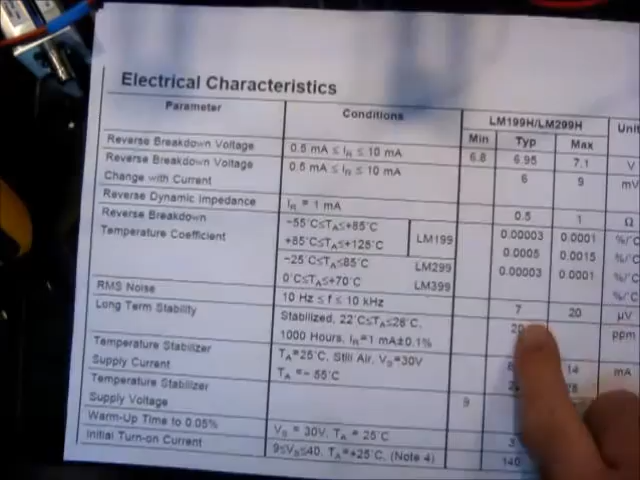 Electrical Characteristics
Parameter Conditions LM199H/LM299H
Min Typ Max
Reverse Breakdown Voltage 0.5 mA ≤ IR ≤ 10 mA 6.8 6.95 7.1 V
Reverse Breakdown Voltage 0.5 mA ≤ IR ≤ 10 mA 6 9 mV
Change with Current
Reverse Dynamic Impedance IR = 1 mA 0.5 1 Ω
Reverse Breakdown −55°C≤TA≤+85°C LM199 0.00003 0.0001 %/°C
Temperature Coefficient +85°C≤TA≤+125°C 0.0005 0.0015 %/°C
−25°C≤TA≤85°C LM299 0.00003 0.0001 %/°C
0°C≤TA≤+70°C LM399 %/°C
RMS Noise 10 Hz ≤ f ≤ 10 kHz 7 20 μV
Long Term Stability Stabilized, 22°C≤TA≤28°C, 20 ppm
1000 Hours, IR=1 mA±0.1%
Temperature Stabilizer TA=25°C, Still Air, VS=30V 14 mA
Supply Current TA=−55°C 28
Temperature Stabilizer 9
Supply Voltage
Warm-Up Time to 0.05% VS = 30V, TA = 25°C 3
Initial Turn-on Current 9≤VS≤40, TA=+25°C, (Note 4) 140